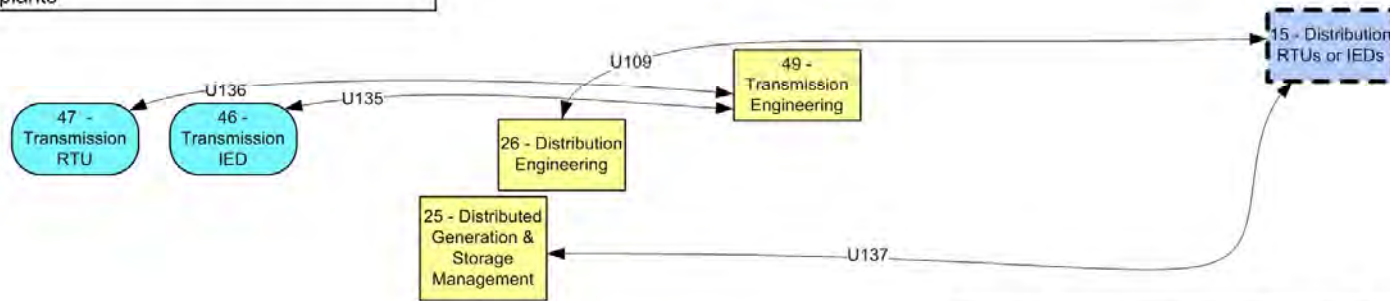 plants
15 - Distribution
RTUs or IEDs
U109
49 -
Transmission
Engineering
U136
U135
47 -
Transmission
RTU
46 -
Transmission
IED
26 - Distribution
Engineering
25 - Distributed
Generation &
Storage
Management
U137